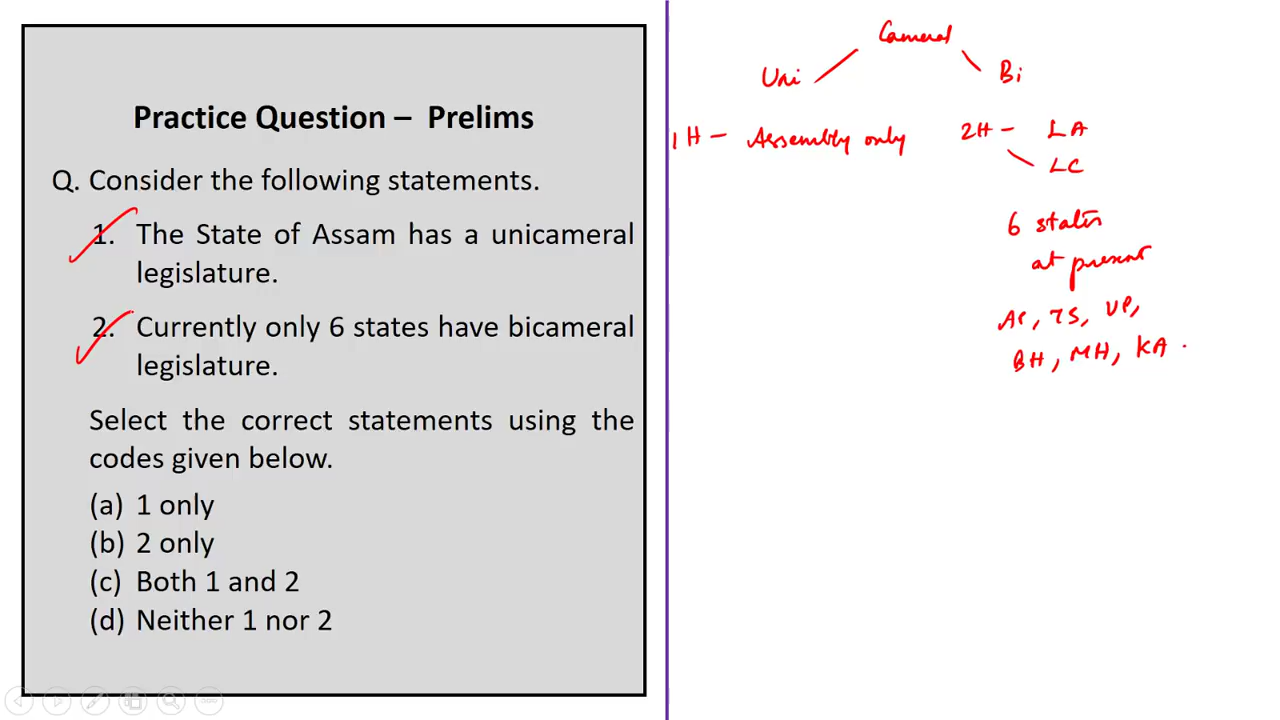 Practice Question – Prelims
Q. Consider the following statements.
1. The State of Assam has a unicameral
legislature.
2. Currently only 6 states have bicameral
legislature.
Select the correct statements using the
codes given below.
(a) 1 only
(b) 2 only
(c) Both 1 and 2
(d) Neither 1 nor 2
Cameral
Uni
Bi
1 H – Assembly only
2H – LA
LC
6 states
at present
AP, TS, UP,
BH, MH, KA.